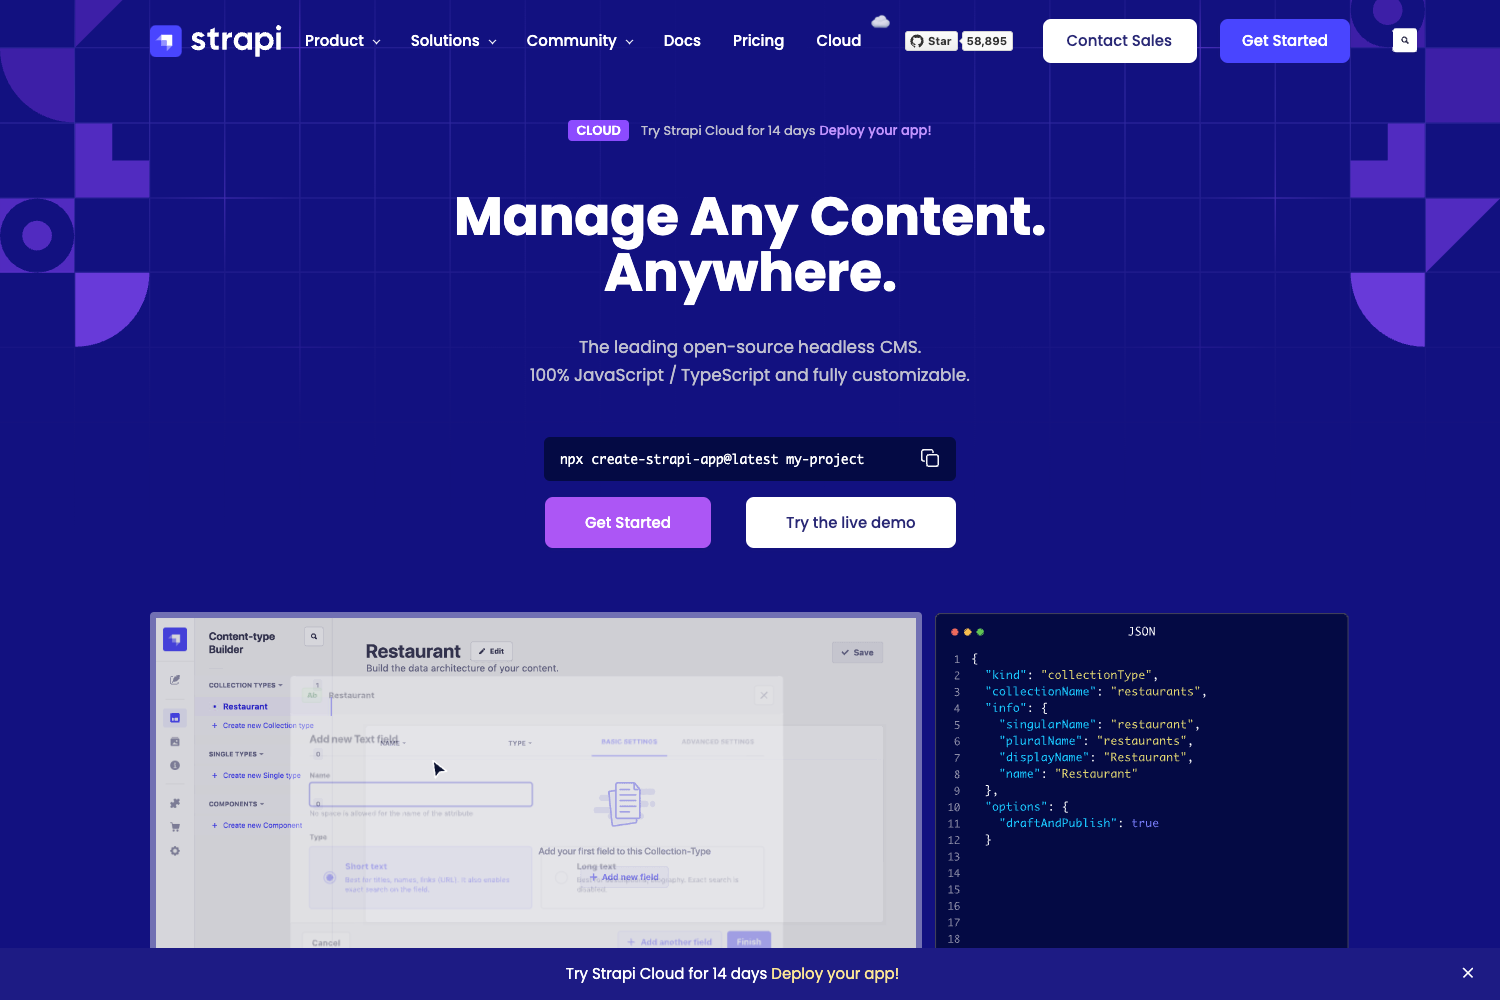 strapi
Product
Solutions
Community
Docs
Pricing
Cloud
Star
58,895
Contact Sales
Get Started
CLOUD Try Strapi Cloud for 14 days Deploy your app!
Manage Any Content.
Anywhere.
The leading open-source headless CMS.
100% JavaScript / TypeScript and fully customizable.
npx create-strapi-app@latest my-project
Get Started
Try the live demo
Content-type
Builder
COLLECTION TYPES
1
Restaurant
+ Create new Collection type
SINGLE TYPES
0
+ Create new Single type
COMPONENTS
0
+ Create new Component
Restaurant
Edit
Save
Build the data architecture of your content.
Ab Restaurant
Add new Text field
NAME
TYPE
BASIC SETTINGS
ADVANCED SETTINGS
Name
No space is allowed for the name of the attribute
Type
Add your first field to this Collection-Type
Short text
Best for titles, names, links (URL). It also enables
exact search on the field.
Long text
+ Add new field
Exact search is
disabled
Cancel
+ Add another field
Finish
JSON
1 {
2 "kind": "collectionType",
3 "collectionName": "restaurants",
4 "info": {
5 "singularName": "restaurant",
6 "pluralName": "restaurants",
7 "displayName": "Restaurant",
8 "name": "Restaurant"
9 },
10 "options": {
11 "draftAndPublish": true
12 }
13
14
15
16
17
18
Try Strapi Cloud for 14 days Deploy your app!